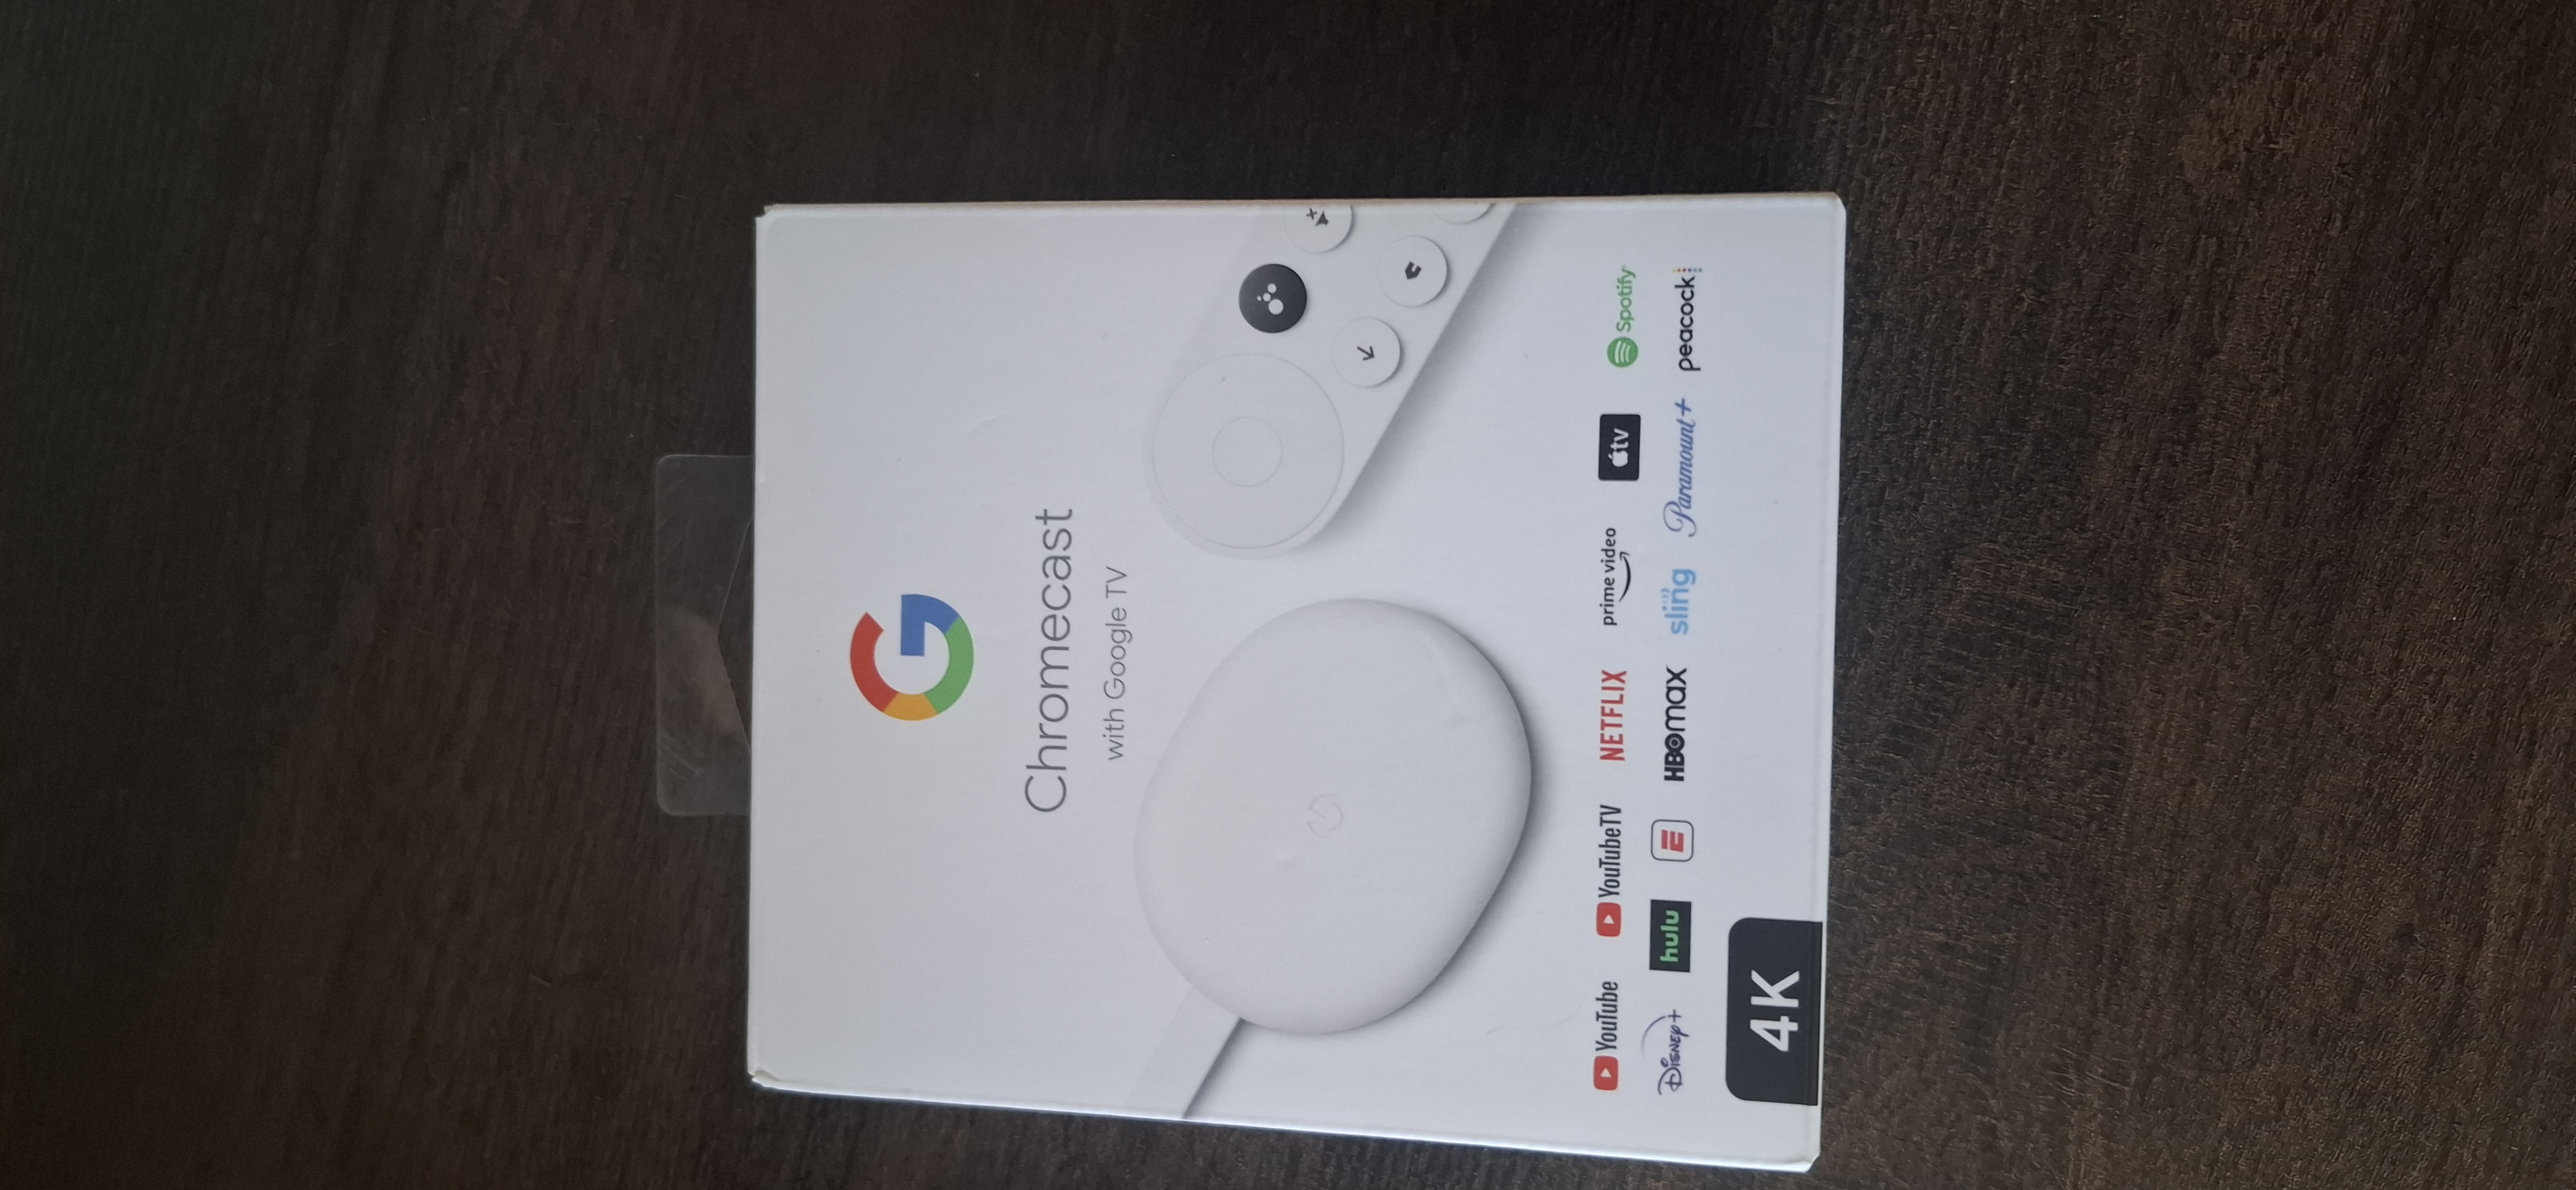 G
Chromecast
with Google TV
G
YouTube YouTubeTV NETFLIX prime video tv Spotify
Disney+ hulu E HBOmax sling Paramount+ peacock
4K